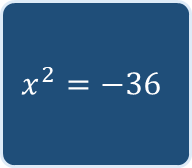 x² = −36